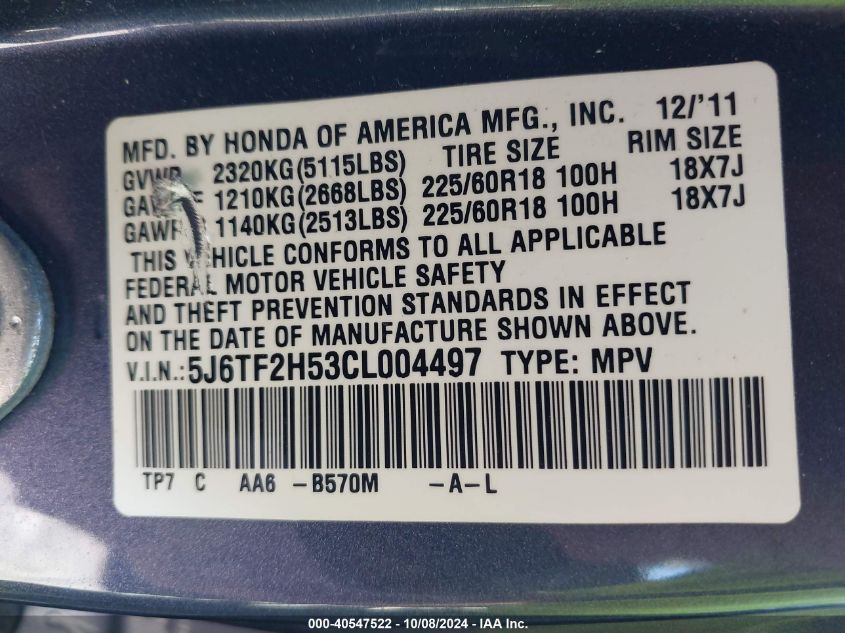 MFD. BY HONDA OF AMERICA MFG., INC. 12/'11
2320KG(5115LBS) TIRE SIZE RIM SIZE
1210KG(2668LBS) 225/60R18 100H 18X7J
1140KG(2513LBS) 225/60R18 100H 18X7J
THIS VEHICLE CONFORMS TO ALL APPLICABLE
FEDERAL MOTOR VEHICLE SAFETY
AND THEFT PREVENTION STANDARDS IN EFFECT
ON THE DATE OF MANUFACTURE SHOWN ABOVE.
V.I.N.:5J6TF2H53CL004497 TYPE: MPV
TP7 C AA6 -B570M -A-L
000-40547522 - 10/08/2024 - IAA Inc.